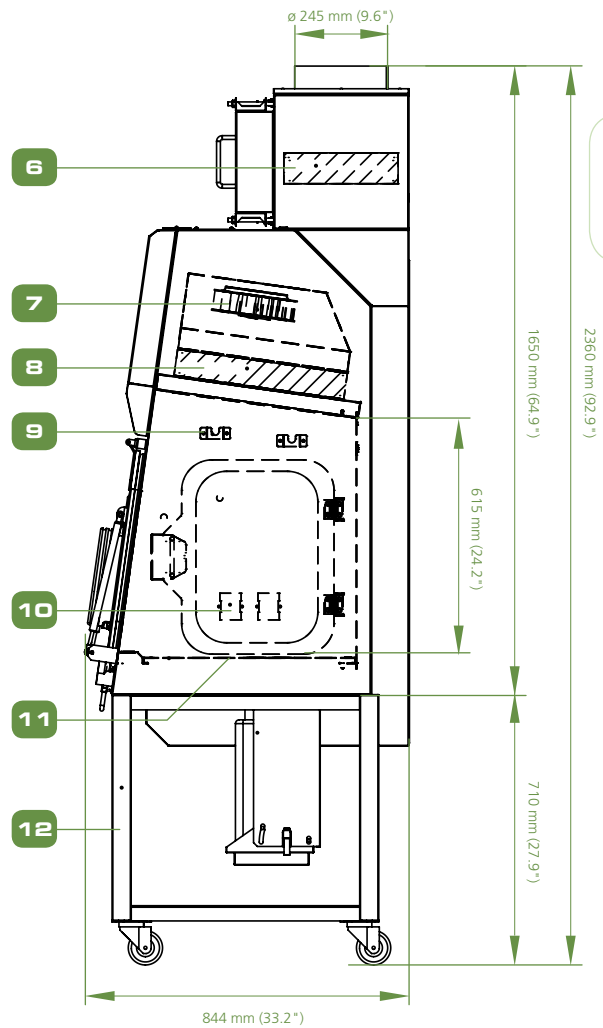 ø 245 mm (9.6")
6
7
8
9
10
11
12
1650 mm (64.9")
2360 mm (92.9")
615 mm (24.2")
710 mm (27.9")
844 mm (33.2")